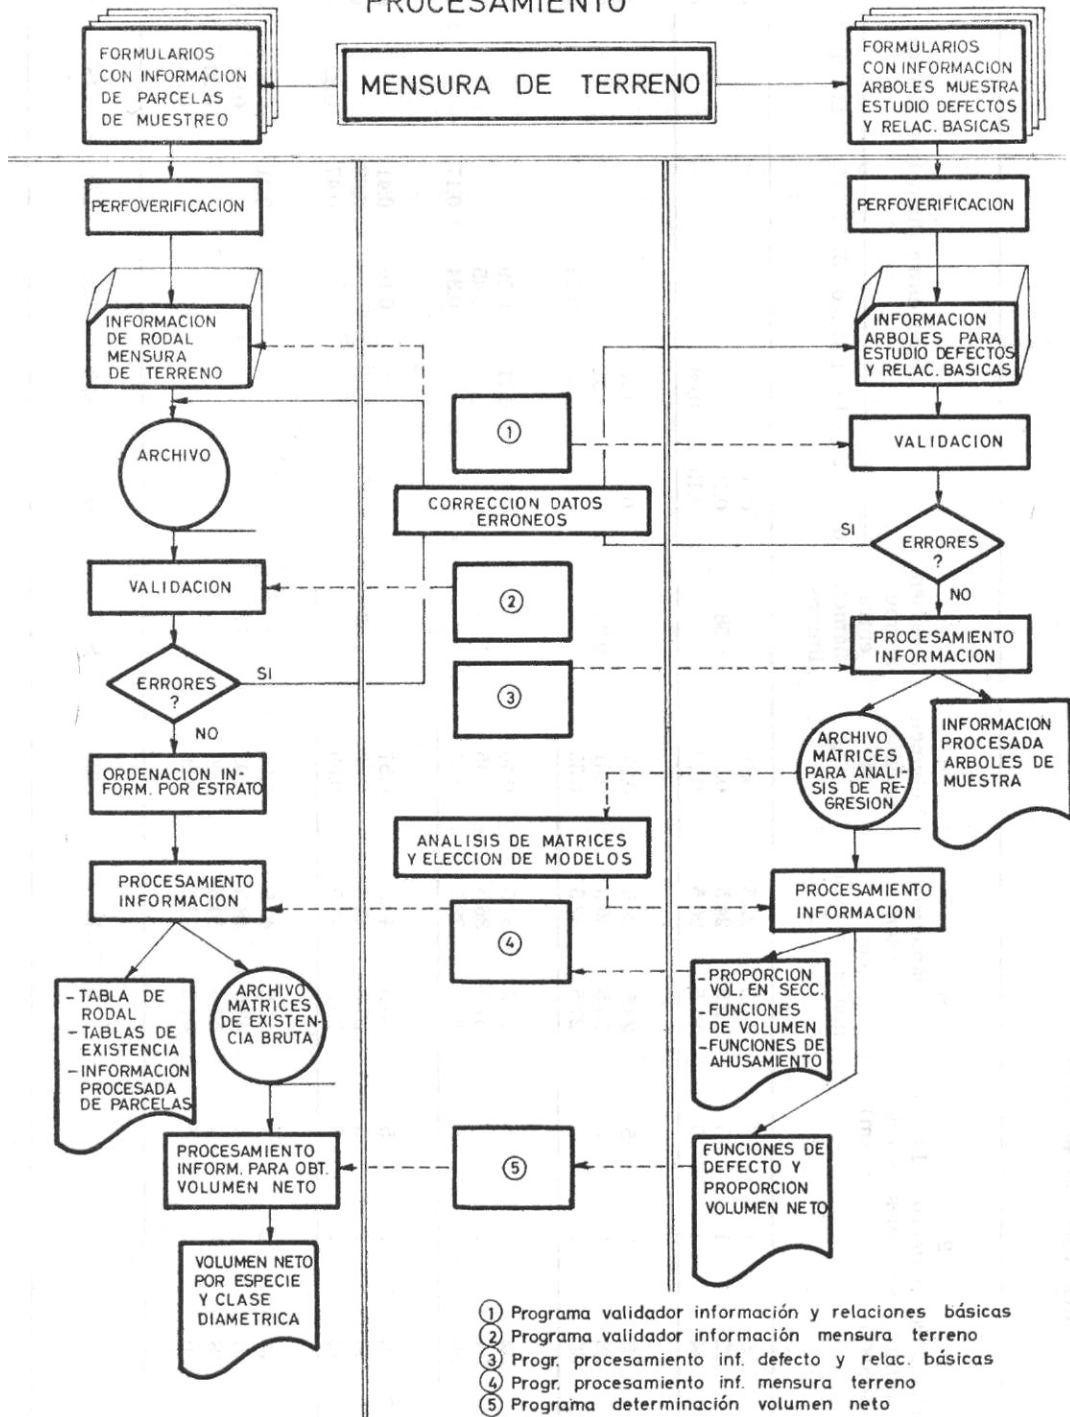 PROCESAMIENTO
FORMULARIOS
CON INFORMACION
DE PARCELAS
DE MUESTREO
MENSURA DE TERRENO
FORMULARIOS
CON INFORMACION
ARBOLES MUESTRA
ESTUDIO DEFECTOS
Y RELAC. BASICAS
PERFOVERIFICACION
INFORMACION
DE RODAL
MENSURA
DE TERRENO
ARCHIVO
VALIDACION
ERRORES
?
SI
NO
ORDENACION IN-
FORM. POR ESTRATO
PROCESAMIENTO
INFORMACION
- TABLA DE
RODAL
- TABLAS DE
EXISTENCIA
- INFORMACION
PROCESADA
DE PARCELAS
ARCHIVO
MATRICES
DE EXISTEN-
CIA BRUTA
PROCESAMIENTO
INFORM. PARA OBT.
VOLUMEN NETO
VOLUMEN NETO
POR ESPECIE
Y CLASE
DIAMETRICA
1
CORRECCION DATOS
ERRONEOS
2
3
ANALISIS DE MATRICES
Y ELECCION DE MODELOS
4
5
PERFOVERIFICACION
INFORMACION
ARBOLES PARA
ESTUDIO DEFECTOS
Y RELAC. BASICAS
VALIDACION
SI
ERRORES
?
NO
PROCESAMIENTO
INFORMACION
ARCHIVO
MATRICES
PARA ANALI-
SIS DE RE-
GRESION
INFORMACION
PROCESADA
ARBOLES DE
MUESTRA
PROCESAMIENTO
INFORMACION
- PROPORCION
VOL. EN SECC.
- FUNCIONES
DE VOLUMEN
- FUNCIONES DE
AHUSAMIENTO
FUNCIONES DE
DEFECTO Y
PROPORCION
VOLUMEN NETO
1 Programa validador información y relaciones básicas
2 Programa validador información mensura terreno
3 Progr. procesamiento inf. defecto y relac. básicas
4 Progr. procesamiento inf. mensura terreno
5 Programa determinación volumen neto